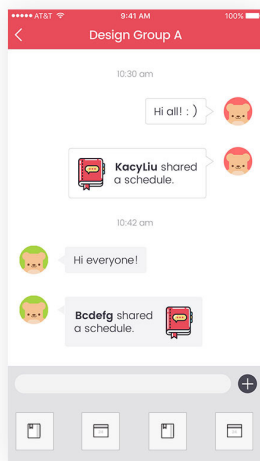 AT&T 9:41 AM 100%
Design Group A
10:30 am
Hi all! : )
KacyLiu shared
a schedule.
10:42 am
Hi everyone!
Bcdefg shared
a schedule.